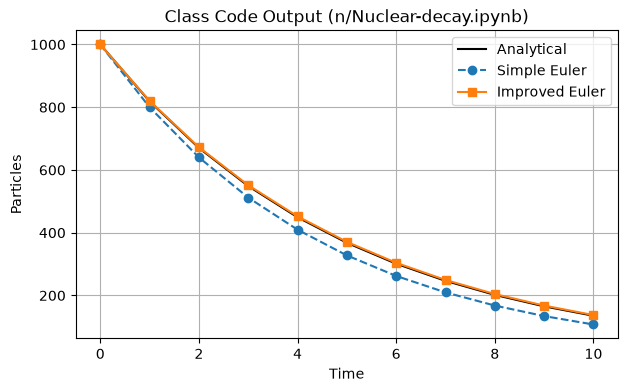 Class Code Output (n/Nuclear-decay.ipynb)
Analytical
Simple Euler
Improved Euler
Particles
1000
800
600
400
200
0 2 4 6 8 10
Time